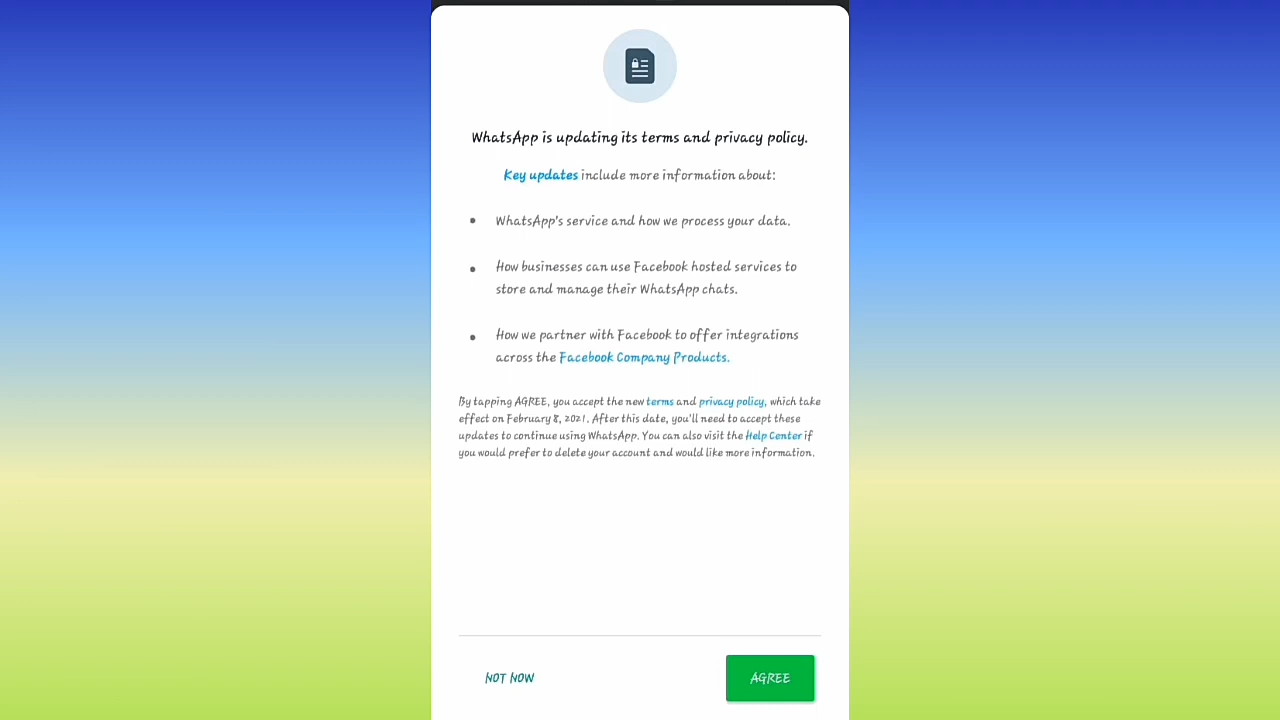 WhatsApp is updating its terms and privacy policy.
Key updates include more information about:
• WhatsApp's service and how we process your data.
• How businesses can use Facebook hosted services to
store and manage their WhatsApp chats.
• How we partner with Facebook to offer integrations
across the Facebook Company Products.
By tapping AGREE, you accept the new terms and privacy policy, which take
effect on February 8, 2021. After this date, you'll need to accept these
updates to continue using WhatsApp. You can also visit the Help Center if
you would prefer to delete your account and would like more information.
NOT NOW
AGREE